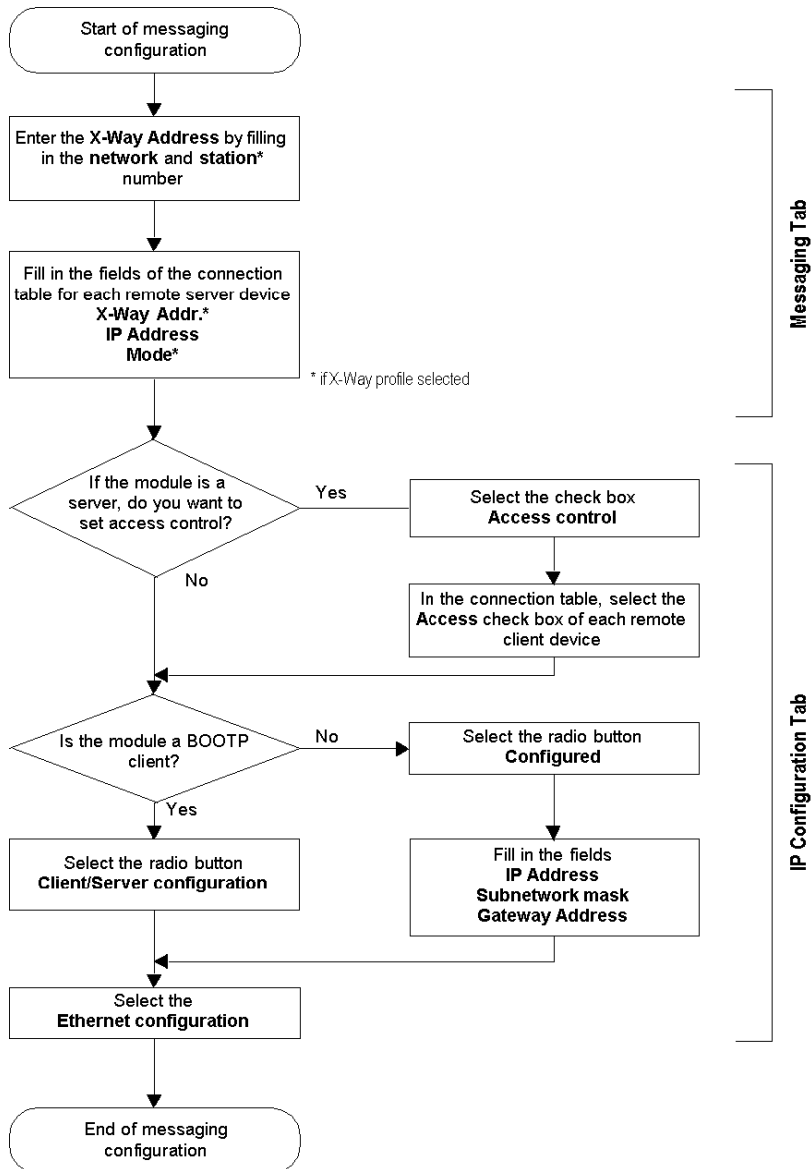 Start of messaging
configuration
Enter the X-Way Address by filling
in the network and station*
number
Fill in the fields of the connection
table for each remote server device
X-Way Addr.*
IP Address
Mode*
* if X-Way profile selected
Messaging Tab
If the module is a
server, do you want to
set access control?
Yes
Select the check box
Access control
No
In the connection table, select the
Access check box of each remote
client device
Is the module a BOOTP
client?
No
Select the radio button
Configured
Yes
Select the radio button
Client/Server configuration
Fill in the fields
IP Address
Subnetwork mask
Gateway Address
Select the
Ethernet configuration
IP Configuration Tab
End of messaging
configuration